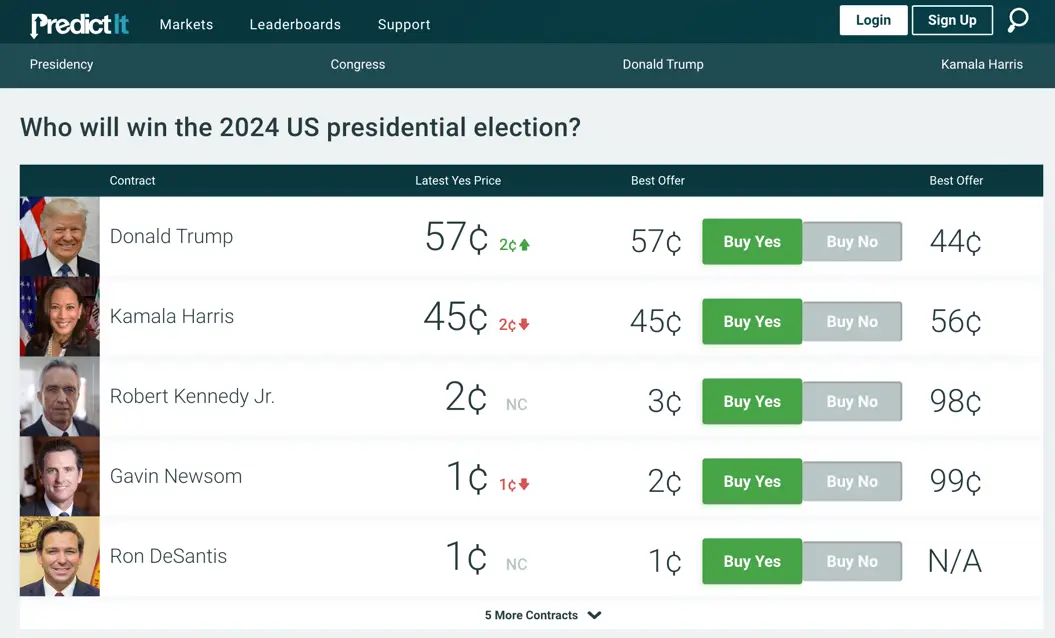 PredictIt Markets Leaderboards Support Login Sign Up
Presidency Congress Donald Trump Kamala Harris
Who will win the 2024 US presidential election?
Contract Latest Yes Price Best Offer Best Offer
Donald Trump 57¢ 2¢ 57¢ Buy Yes Buy No 44¢
Kamala Harris 45¢ 2¢ 45¢ Buy Yes Buy No 56¢
Robert Kennedy Jr. 2¢ NC 3¢ Buy Yes Buy No 98¢
Gavin Newsom 1¢ 1¢ 2¢ Buy Yes Buy No 99¢
Ron DeSantis 1¢ NC 1¢ Buy Yes Buy No N/A
5 More Contracts